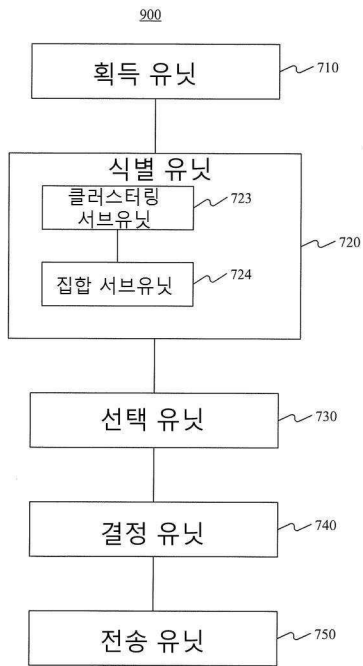 900
획득 유닛
710
식별 유닛
클러스터링
서브유닛
723
720
집합 서브유닛
724
선택 유닛
730
결정 유닛
740
전송 유닛
750